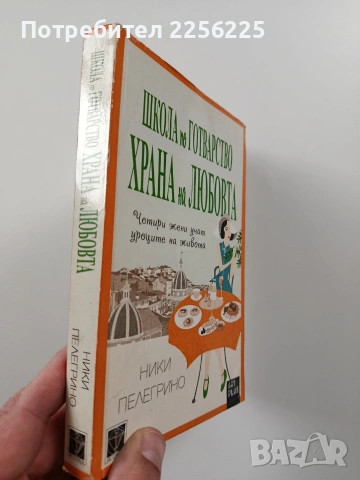 Потребител 2256225
ШКОЛА по ГОТВАРСТВО
ХРАНА на ЛЮБОВТА
Четири жени учат
уроците на живота
НИКИ
ПЕЛЕГРИНО
ШКОЛА по ГОТВАРСТВО
ХРАНА на ЛЮБОВТА
НИКИ
ПЕЛЕГРИНО
BAZAR